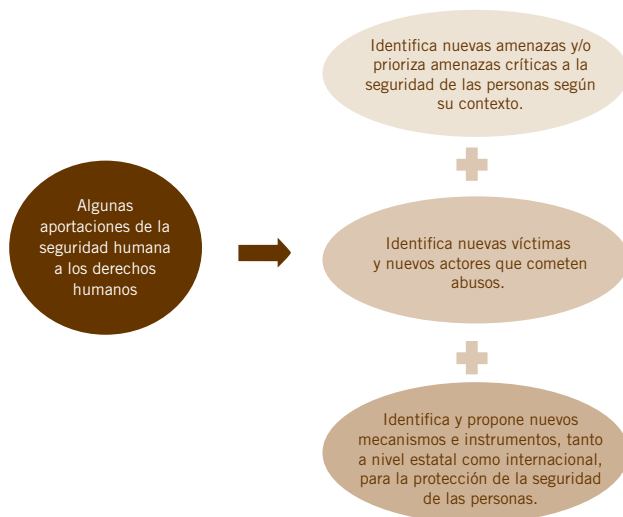 Identifica nuevas amenazas y/o
prioriza amenazas críticas a la
seguridad de las personas según
su contexto.
Algunas
aportaciones de la
seguridad humana
a los derechos
humanos
Identifica nuevas víctimas
y nuevos actores que cometen
abusos.
Identifica y propone nuevos
mecanismos e instrumentos, tanto
a nivel estatal como internacional,
para la protección de la seguridad
de las personas.